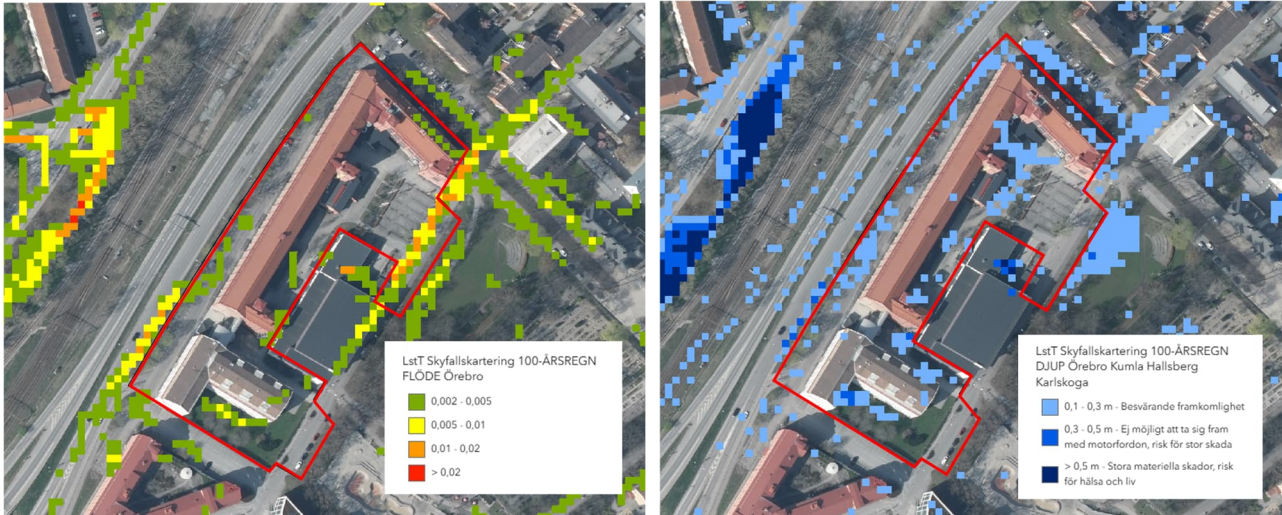 LstT Skyfallskartering 100-ÅRSREGN
FLÖDE Örebro
0,002 - 0,005
0,005 - 0,01
0,01 - 0,02
> 0,02
LstT Skyfallskartering 100-ÅRSREGN
DJUP Örebro Kumla Hallsberg
Karlskoga
0,1 - 0,3 m - Besvärande framkomlighet
0,3 - 0,5 m - Ej möjligt att ta sig fram
med motorfordon, risk för stor skada
> 0,5 m - Stora materiella skador, risk
för hälsa och liv